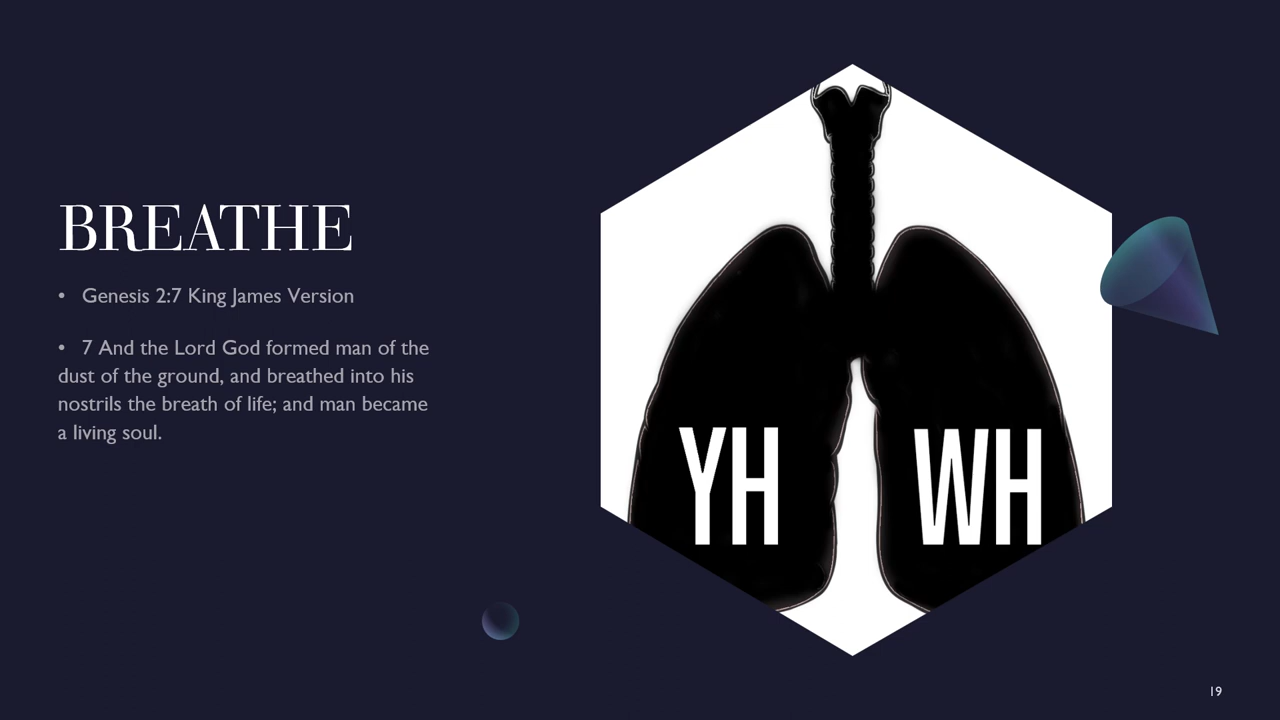 BREATHE
• Genesis 2:7 King James Version
• 7 And the Lord God formed man of the
dust of the ground, and breathed into his
nostrils the breath of life; and man became
a living soul.
YH WH
19